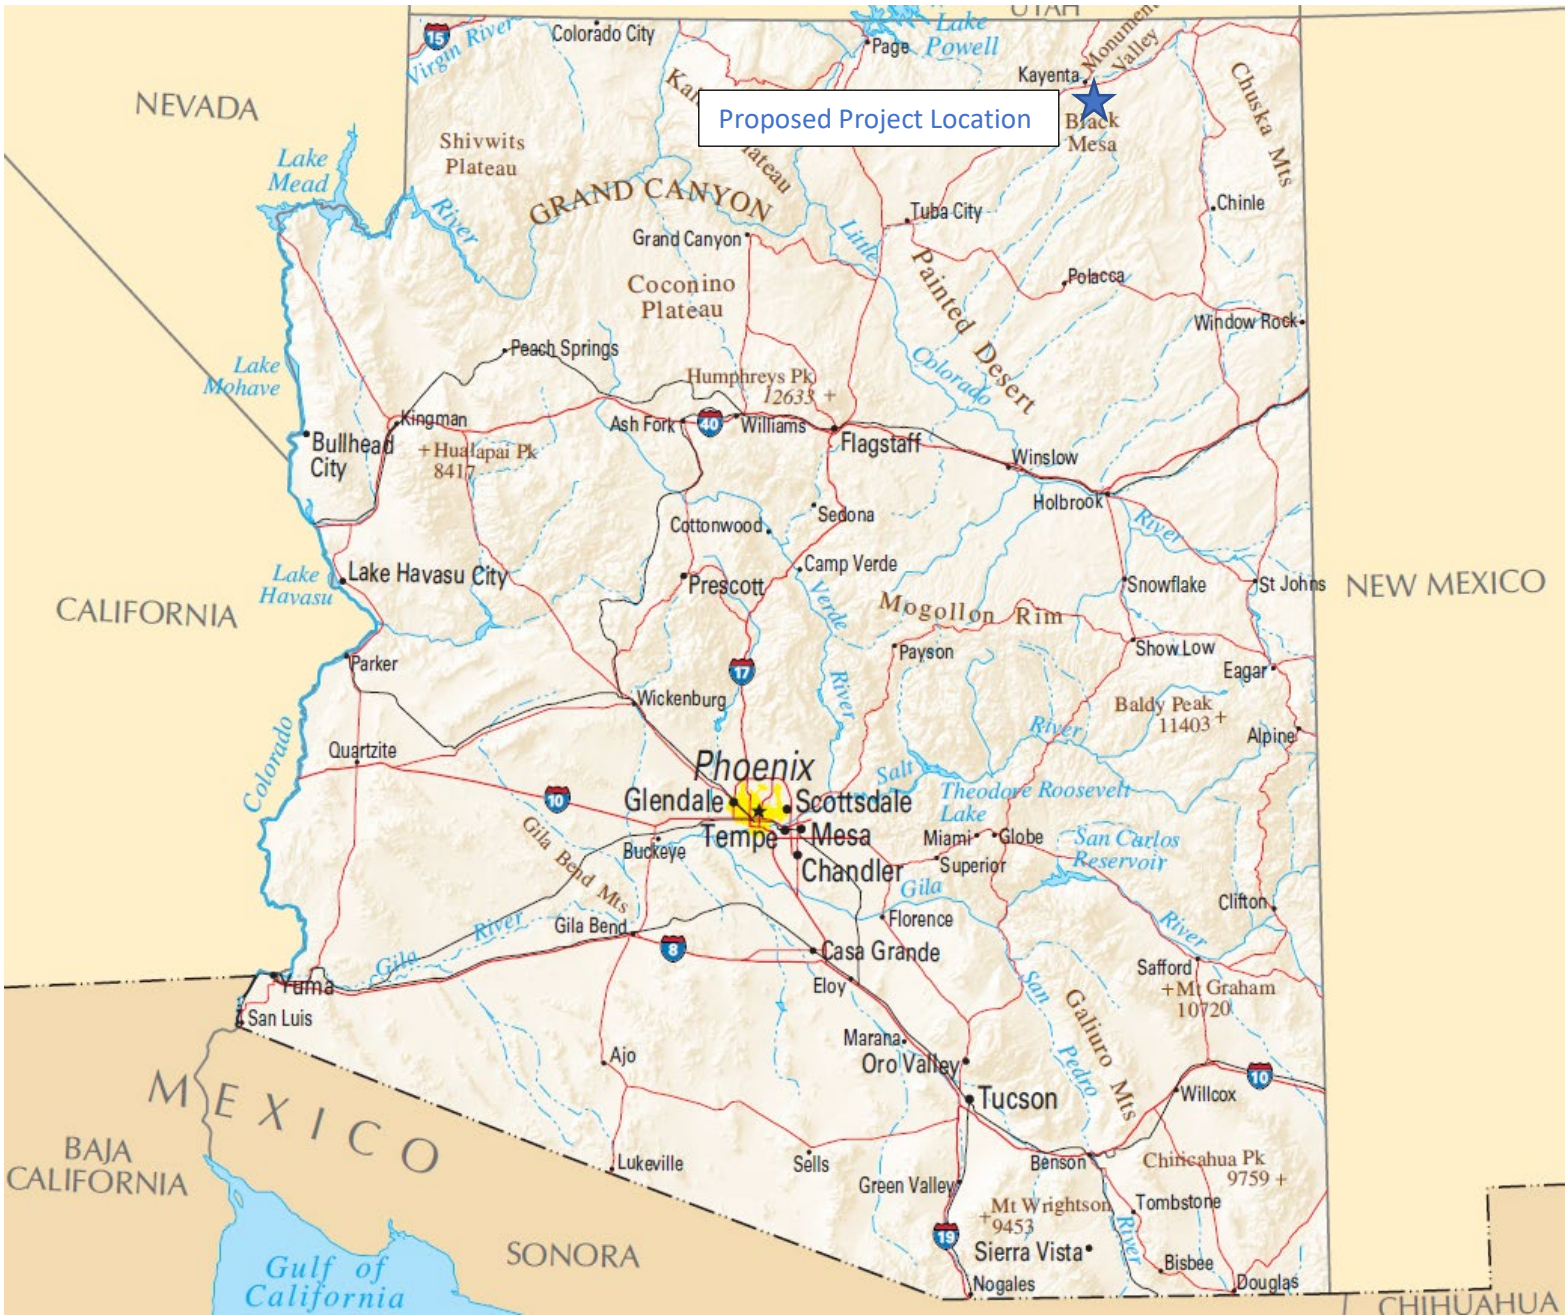 UTAH
15
Virgin River
Colorado City
Page
Lake
Powell
Monument
Valley
Kayenta
NEVADA
Proposed Project Location
Black
Mesa
Chuska Mts
Shivwits
Plateau
Lake
Mead
River
GRAND CANYON
Tuba City
Chinle
Grand Canyon
Little
Coconino
Plateau
Painted Desert
Polacca
Window Rock
Peach Springs
Lake
Mohave
Humphreys Pk
12633 +
Colorado
Kingman
Ash Fork
40
Williams
Flagstaff
Bullhead
City
+ Hualapai Pk
8417
Winslow
Holbrook
River
Sedona
Cottonwood
Camp Verde
Lake
Havasu
Lake Havasu City
Prescott
Verde
River
Mogollon Rim
Snowflake
St Johns
NEW MEXICO
CALIFORNIA
Parker
17
Payson
Show Low
Eagar
Wickenburg
Baldy Peak
11403 +
River
Alpine
Colorado
Quartzite
Phoenix
Salt
Glendale
Scottsdale
Theodore Roosevelt
Lake
10
Tempe
Mesa
Miami
Globe
San Carlos
Reservoir
Gila Bend Mts
Buckeye
Chandler
Superior
Gila
Clifton
Florence
River
Gila Bend
River
8
Casa Grande
Gila
Safford
Yuma
Eloy
San
Pedro
+ Mt Graham
10720
San Luis
Galiuro Mts
Marana
Oro Valley
Ajo
10
MEXICO
Tucson
Willcox
BAJA
CALIFORNIA
Lukeville
Sells
Benson
Chiricahua Pk
9759 +
Green Valley
+ Mt Wrightson
9453
Tombstone
River
19
Sierra Vista
SONORA
Bisbee
Gulf of
California
Nogales
Douglas
CHIHUAHUA